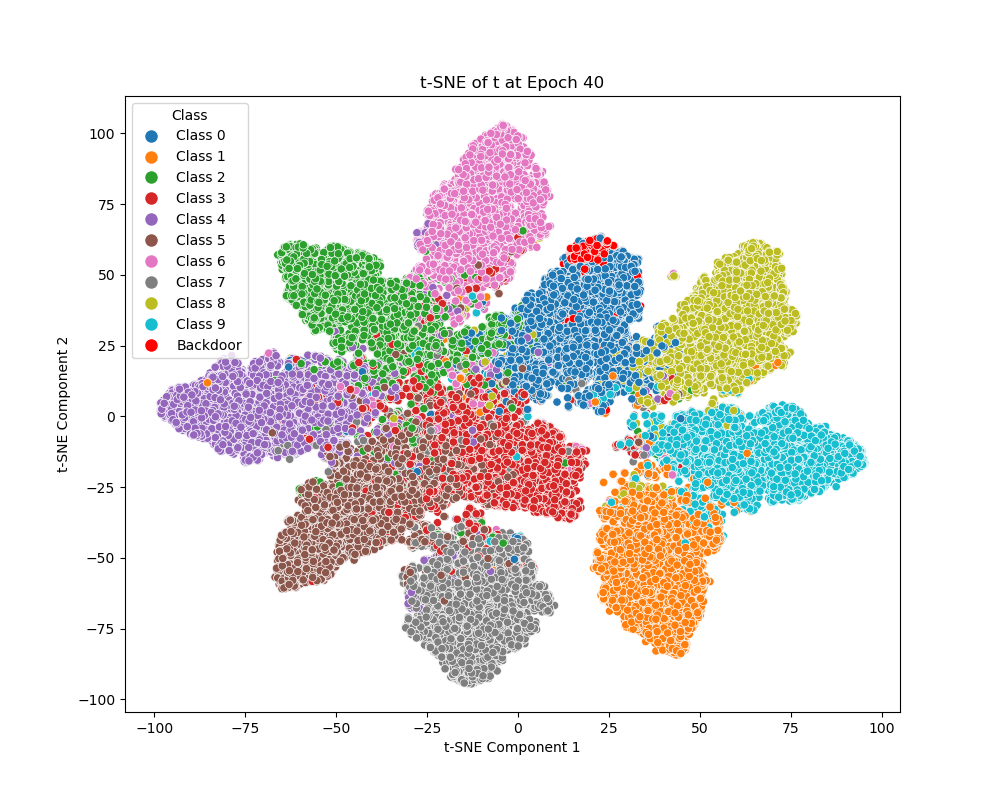 t-SNE of t at Epoch 40
Class
Class 0
Class 1
Class 2
Class 3
Class 4
Class 5
Class 6
Class 7
Class 8
Class 9
Backdoor
100
75
50
25
0
−25
−50
−75
−100
t-SNE Component 2
−100 −75 −50 −25 0 25 50 75 100
t-SNE Component 1